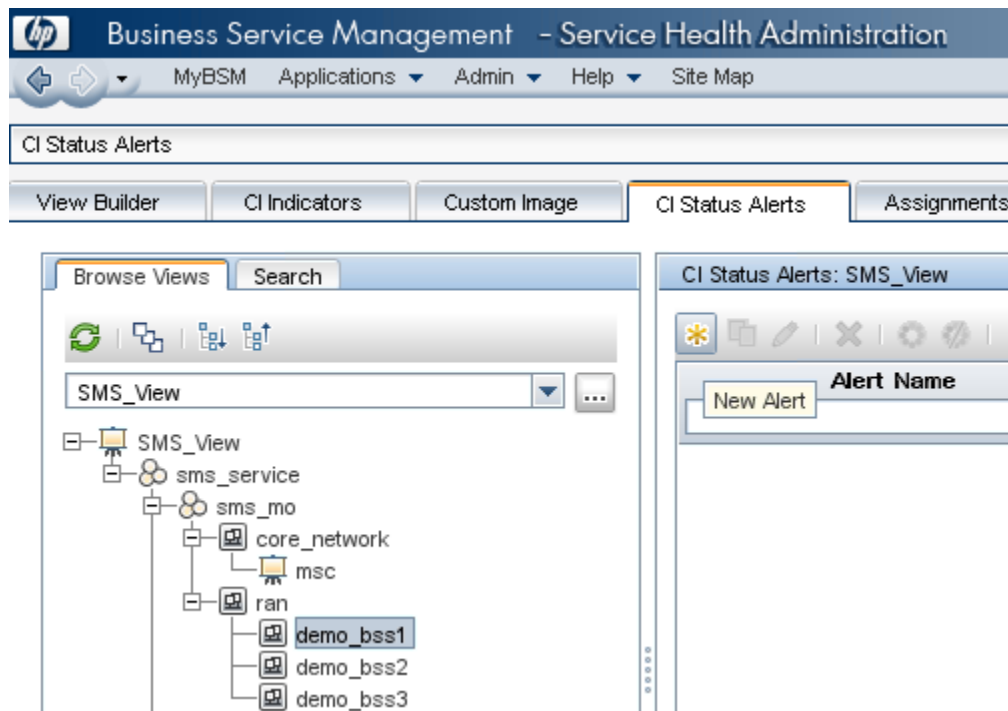 hp Business Service Management - Service Health Administration
MyBSM Applications Admin Help Site Map
CI Status Alerts
View Builder CI Indicators Custom Image CI Status Alerts Assignments
Browse Views Search
CI Status Alerts: SMS_View
SMS_View ...
Alert Name
New Alert
SMS_View
sms_service
sms_mo
core_network
msc
ran
demo_bss1
demo_bss2
demo_bss3